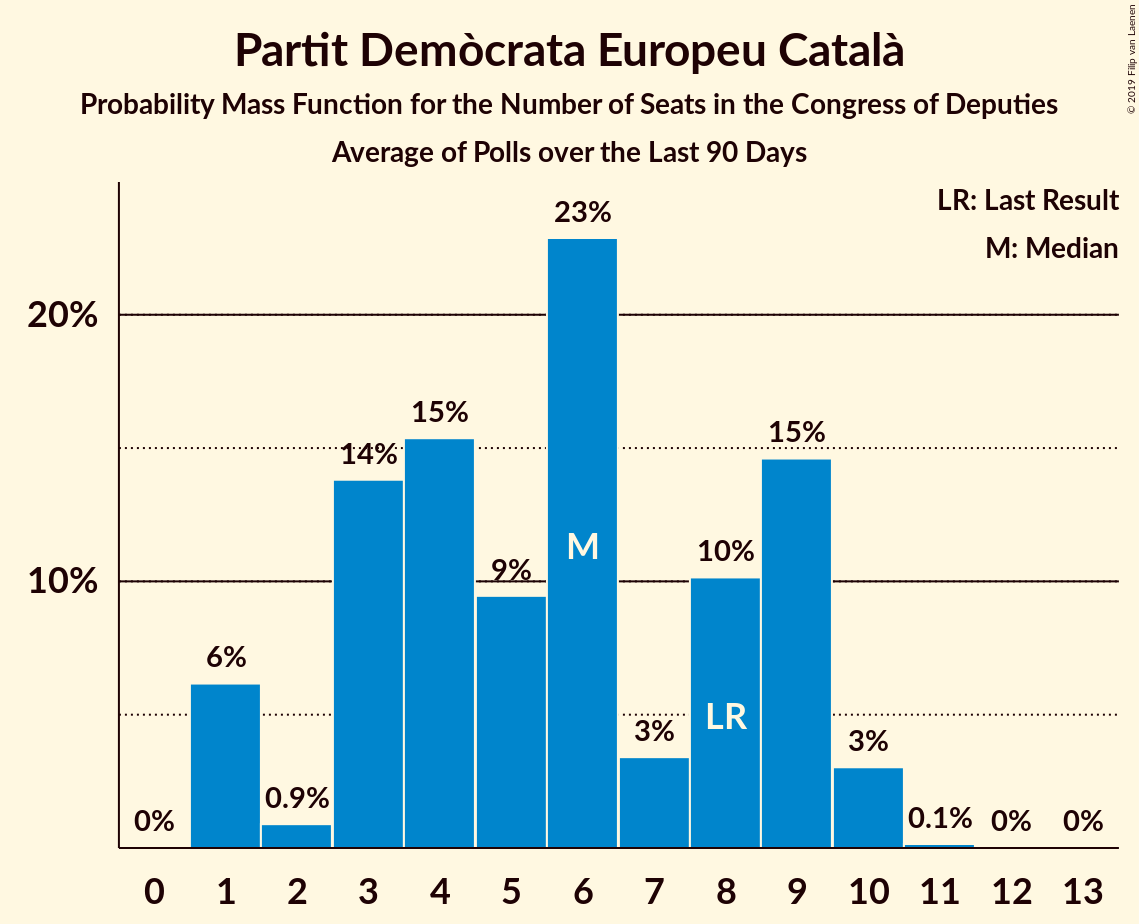 Partit Demòcrata Europeu Català
Probability Mass Function for the Number of Seats in the Congress of Deputies
Average of Polls over the Last 90 Days
© 2019 Filip van Laenen
LR: Last Result
M: Median
20%
10%
0%
6%
0.9%
14%
15%
9%
23%
3%
10%
15%
3%
0.1%
0%
0%
M
LR
0 1 2 3 4 5 6 7 8 9 10 11 12 13